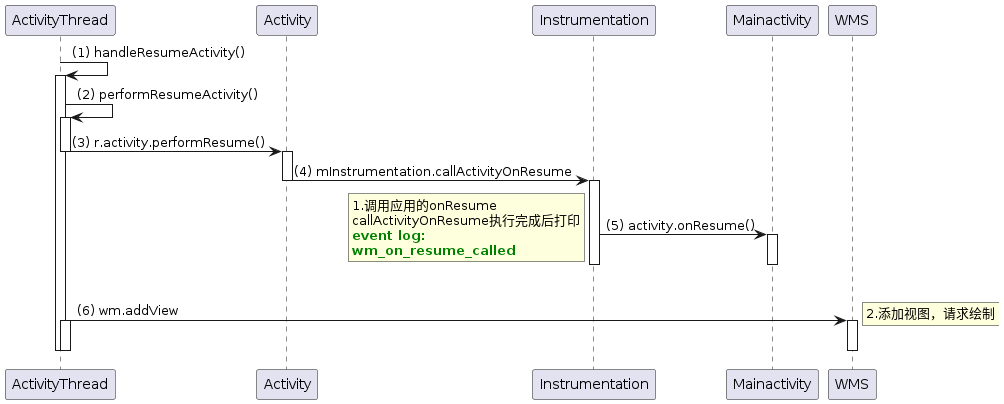 ActivityThread
Activity
Instrumentation
Mainactivity
WMS
(1) handleResumeActivity()
(2) performResumeActivity()
(3) r.activity.performResume()
(4) mInstrumentation.callActivityOnResume
1.调用应用的onResume
callActivityOnResume执行完成后打印
event log:
wm_on_resume_called
(5) activity.onResume()
(6) wm.addView
2.添加视图，请求绘制
ActivityThread
Activity
Instrumentation
Mainactivity
WMS